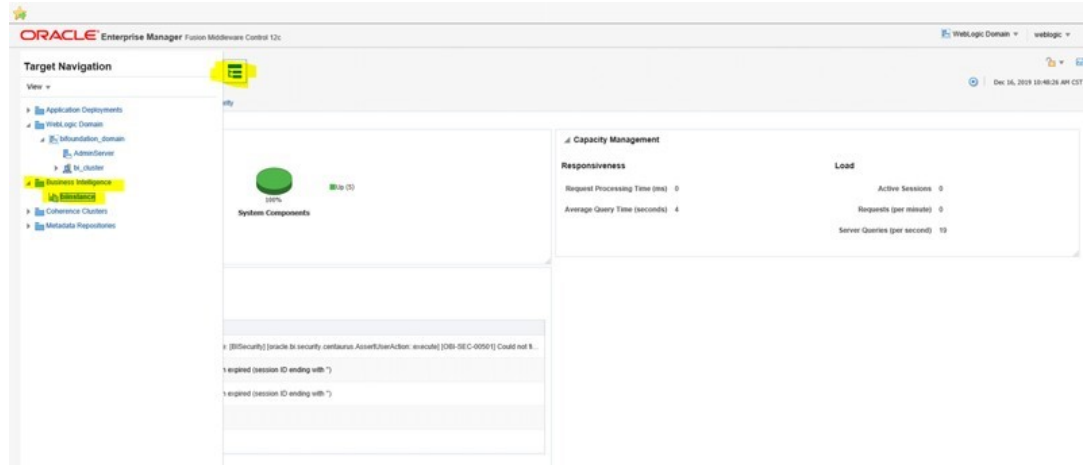 ORACLE Enterprise Manager Fusion Middleware Control 12c
WebLogic Domain
weblogic
Target Navigation
View
Dec 16, 2019 10:48:26 AM CST
Application Deployments
WebLogic Domain
bifoundation_domain
AdminServer
bi_cluster
Business Intelligence
biinstance
Coherence Clusters
Metadata Repositories
100%
Up (5)
System Components
Capacity Management
Responsiveness
Load
Request Processing Time (ms) 0
Active Sessions 0
Average Query Time (seconds) 4
Requests (per minute) 0
Server Queries (per second) 19
e: [BISecurity] [oracle.bi.security.centaurus.AssertUserAction: execute] [OBI-SEC-00501] Could not fi...
n expired (session ID ending with ")
n expired (session ID ending with ")